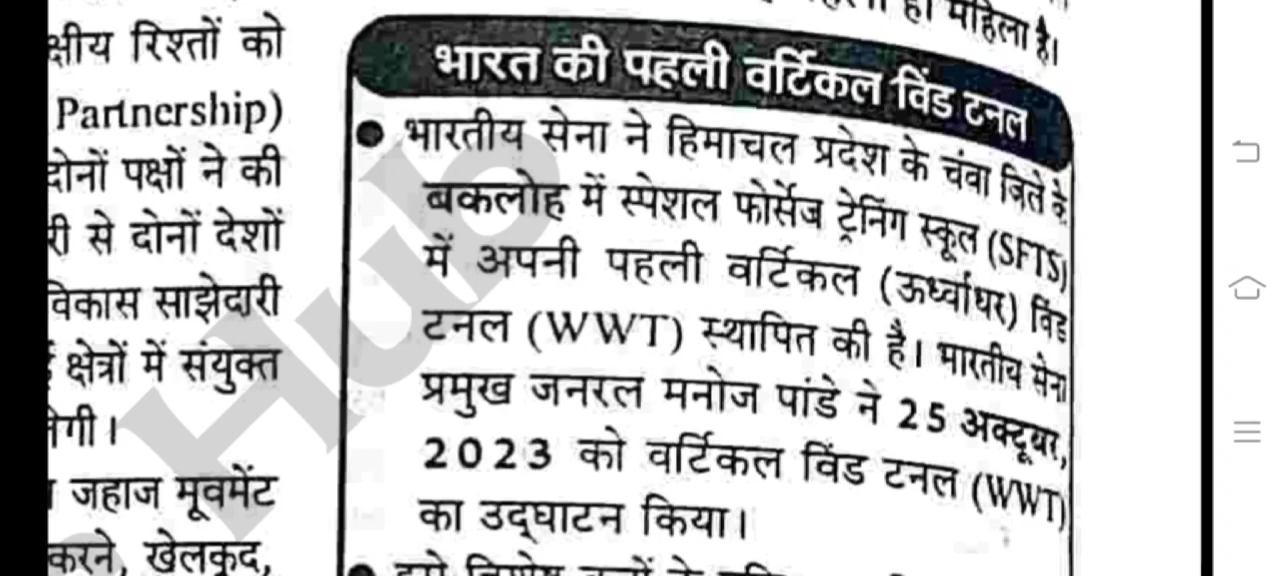 क्षीय रिश्तों को
Partnership)
दोनों पक्षों ने की
री से दोनों देशों
विकास साझेदारी
क्षेत्रों में संयुक्त
जहाज मूवमेंट
करने, खेलकूद,
महिला है।
भारत की पहली वर्टिकल विंड टनल
● भारतीय सेना ने हिमाचल प्रदेश के चंवा जिले के
बकलोह में स्पेशल फोर्सेज ट्रेनिंग स्कूल (SFTS)
में अपनी पहली वर्टिकल (ऊर्ध्वाधर) विंड
टनल (WWT) स्थापित की है। भारतीय सेना
प्रमुख जनरल मनोज पांडे ने 25 अक्टूबर,
2023 को वर्टिकल विंड टनल (WWT)
का उद्घाटन किया।
Hub